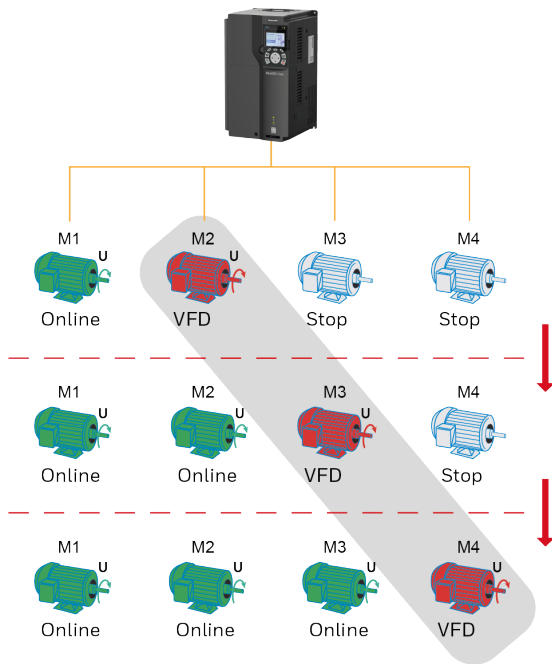 M1 M2 M3 M4
U U
Online VFD Stop Stop
M1 M2 M3 M4
U U U
Online Online VFD Stop
M1 M2 M3 M4
U U U U
Online Online Online VFD